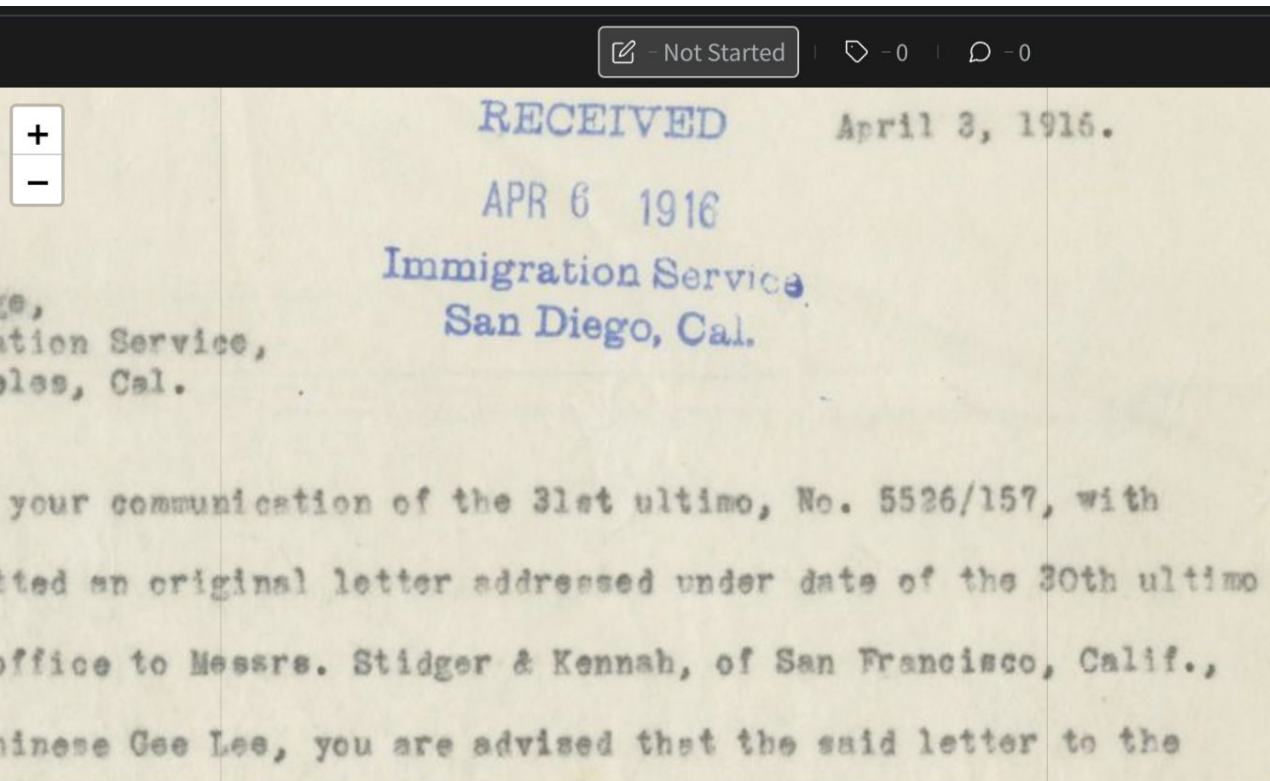 - Not Started
- 0
- 0
+
−
RECEIVED
April 3, 1916.
APR 6 1916
Immigration Service
San Diego, Cal.
ge,
ation Service,
eles, Cal.
your communication of the 31st ultimo, No. 5526/157, with
tted an original letter addressed under date of the 30th ultimo
office to Messrs. Stidger & Kennah, of San Francisco, Calif.,
hinese Gee Lee, you are advised that the said letter to the